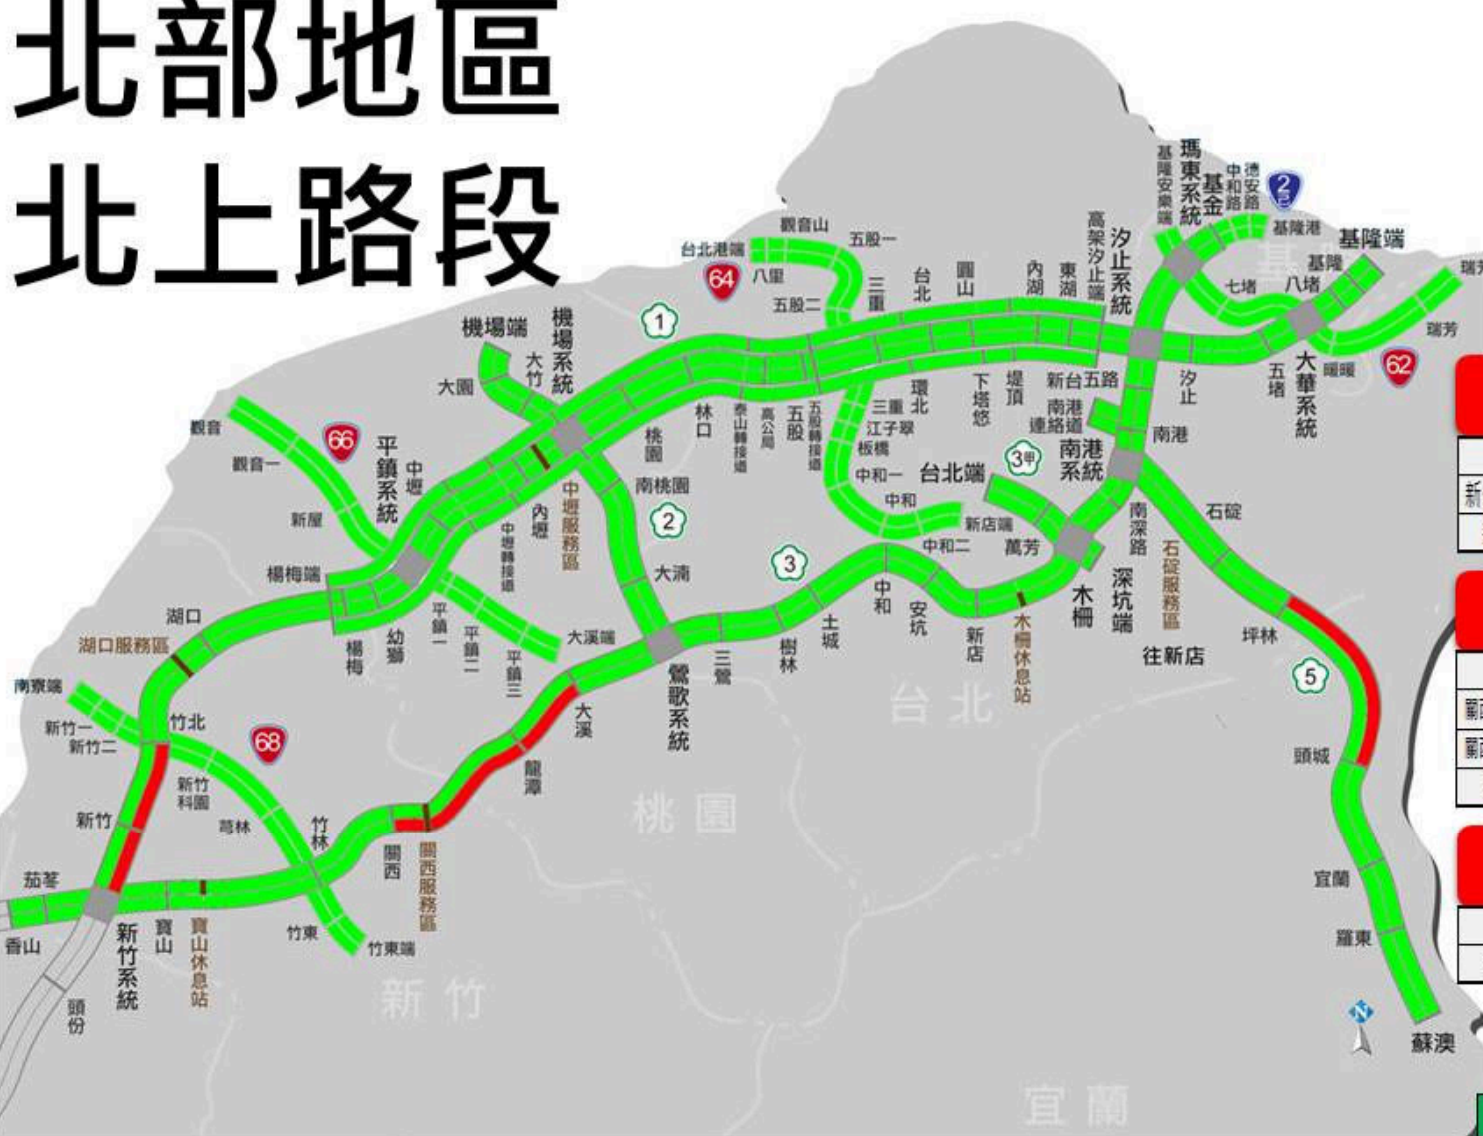 北部地區
北上路段
基隆安樂端
瑪東系統
基金
中和路
德安路
2己
基隆港
基隆端
基隆
八堵
七堵
瑞芳
暖暖
62
大華系統
五堵
汐止
汐止系統
高架汐止端
東湖
內湖
圓山
台北
三重
五股一
觀音山
台北港端
64
八里
五股二
1
機場端
機場系統
大竹
大園
觀音
66
觀音一
新屋
平鎮系統
中壢
楊梅端
湖口
湖口服務區
南寮端
新竹一
新竹二
竹北
68
新竹科園
芎林
竹林
新竹
茄苳
香山
新竹系統
寶山
寶山休息站
頭份
竹東
竹東端
關西
關西服務區
龍潭
大溪
鶯歌系統
三鶯
樹林
土城
3
中和
安坑
新店
木柵休息站
木柵
深坑端
往新店
石碇服務區
南深路
石碇
坪林
5
頭城
宜蘭
羅東
蘇澳
N
楊梅
幼獅
平鎮一
平鎮二
平鎮三
大溪端
中壢轉接道
內壢
中壢服務區
桃園
南桃園
2
大湳
林口
泰山轉接道
高公局
五股
五股轉接道
三重
環北
江子翠
板橋
中和一
中和
新店端
中和二
下塔悠
堤頂
新台五路
南港連絡道
南港
南港系統
3甲
台北端
萬芳
基隆
台北
桃園
新竹
宜蘭
新